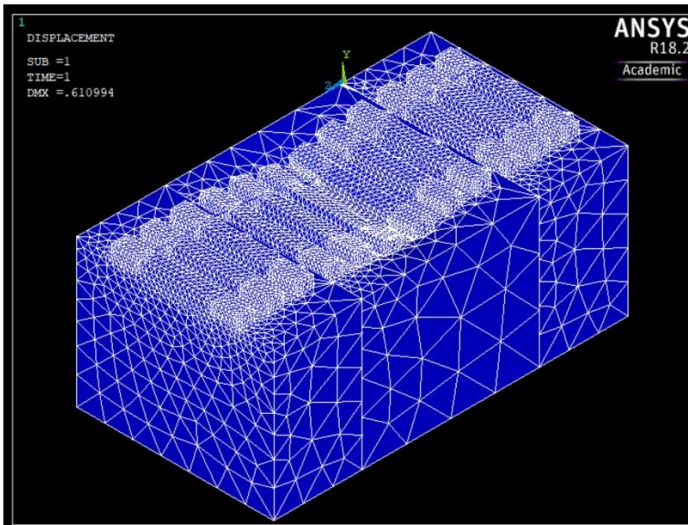 1
DISPLACEMENT
SUB =1
TIME=1
DMX =.610994
ANSYS
R18.2
Academic
Y
Z